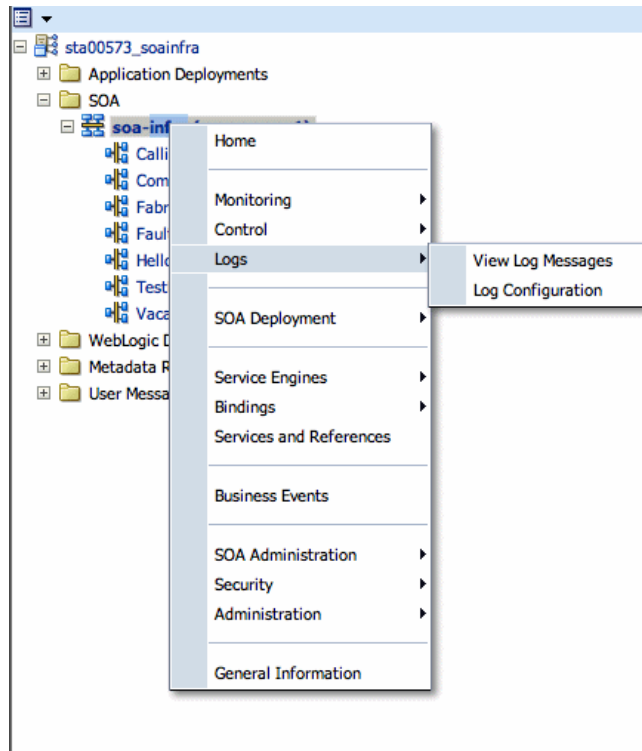 sta00573_soainfra
Application Deployments
SOA
soa-inf
Calli
Com
Fabr
Faul
Hello
Test
Vaca
WebLogic D
Metadata R
User Messa
Home
Monitoring
Control
Logs
View Log Messages
Log Configuration
SOA Deployment
Service Engines
Bindings
Services and References
Business Events
SOA Administration
Security
Administration
General Information